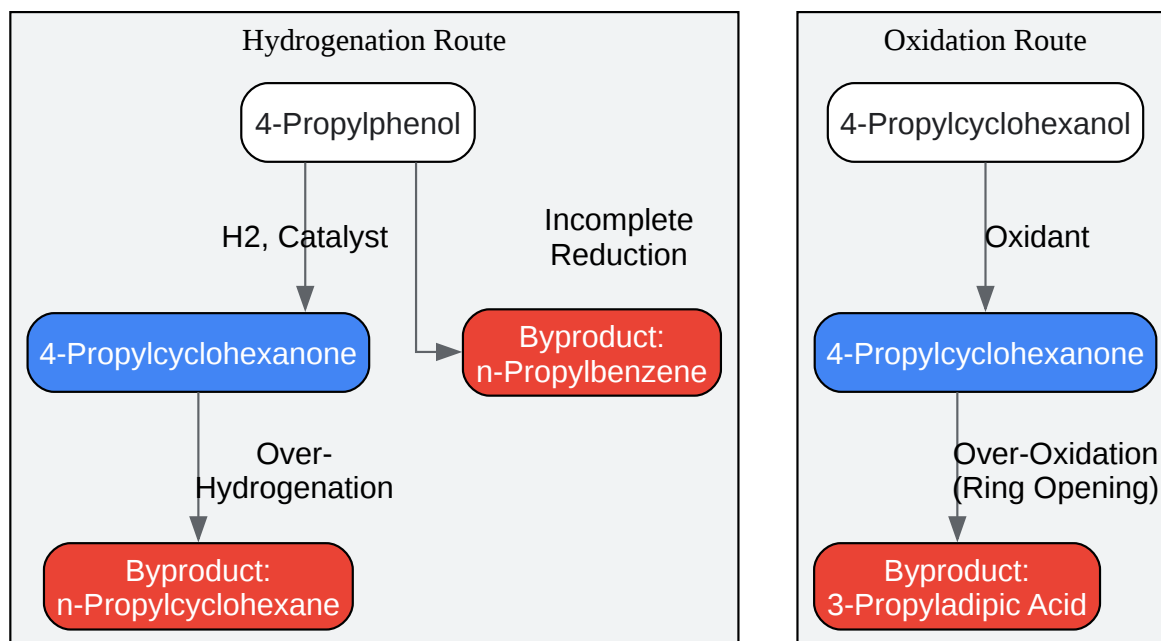 Hydrogenation Route
4-Propylphenol
H2, Catalyst
Incomplete
Reduction
4-Propylcyclohexanone
Byproduct:
n-Propylbenzene
Over-
Hydrogenation
Byproduct:
n-Propylcyclohexane
Oxidation Route
4-Propylcyclohexanol
Oxidant
4-Propylcyclohexanone
Over-Oxidation
(Ring Opening)
Byproduct:
3-Propyladipic Acid